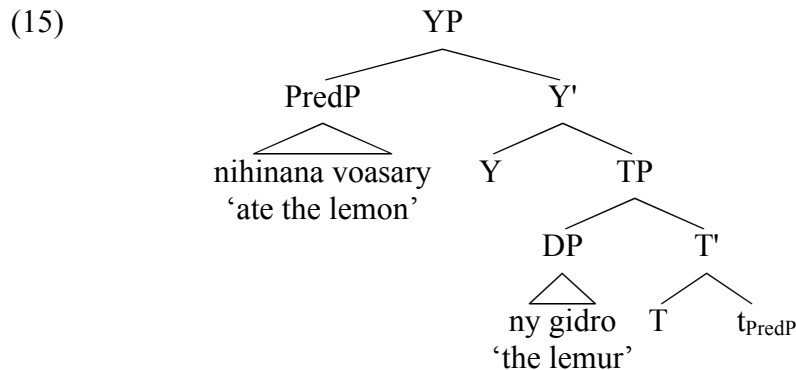 (15) YP
PredP Y'
nihinana voasary Y TP
‘ate the lemon’
DP T'
ny gidro T tPredP
‘the lemur’